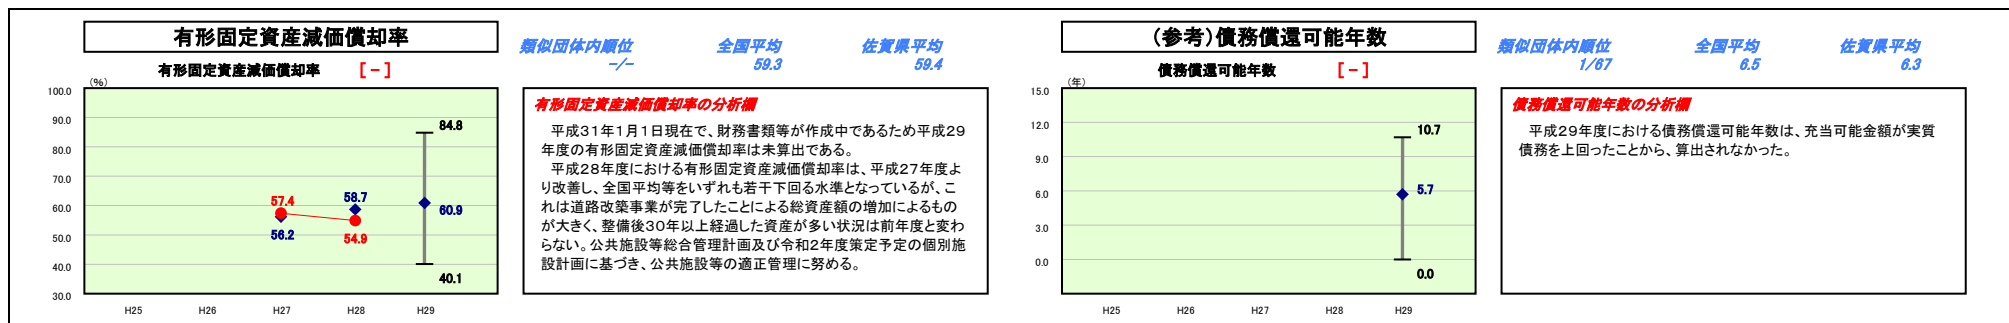 有形固定資産減価償却率
類似団体内順位 全国平均 佐賀県平均
-/- 59.3 59.4
有形固定資産減価償却率 [-]
(%)
100.0
90.0
80.0
70.0
60.0
50.0
40.0
30.0
84.8
57.4
58.7
60.9
56.2
54.9
40.1
H25 H26 H27 H28 H29
有形固定資産減価償却率の分析欄
平成31年1月1日現在で、財務書類等が作成中であるため平成29
年度の有形固定資産減価償却率は未算出である。
平成28年度における有形固定資産減価償却率は、平成27年度よ
り改善し、全国平均等をいずれも若干下回る水準となっているが、こ
れは道路改築事業が完了したことによる総資産額の増加によるもの
が大きく、整備後30年以上経過した資産が多い状況は前年度と変わ
らない。公共施設等総合管理計画及び令和2年度策定予定の個別施
設計画に基づき、公共施設等の適正管理に努める。
(参考)債務償還可能年数
類似団体内順位 全国平均 佐賀県平均
1/67 6.5 6.3
債務償還可能年数 [-]
(年)
15.0
12.0
9.0
6.0
3.0
0.0
10.7
5.7
0.0
H25 H26 H27 H28 H29
債務償還可能年数の分析欄
平成29年度における債務償還可能年数は、充当可能金額が実質
債務を上回ったことから、算出されなかった。